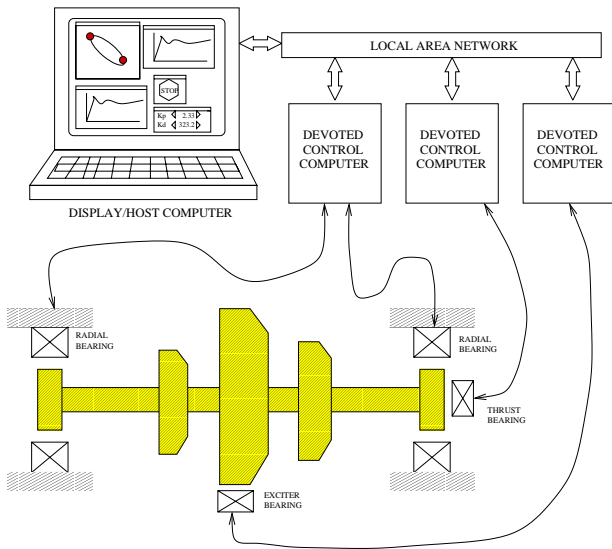 LOCAL AREA NETWORK
STOP
Kp 2.33
Kd 323.2
DEVOTED
CONTROL
COMPUTER
DEVOTED
CONTROL
COMPUTER
DEVOTED
CONTROL
COMPUTER
DISPLAY/HOST COMPUTER
RADIAL
BEARING
RADIAL
BEARING
THRUST
BEARING
EXCITER
BEARING